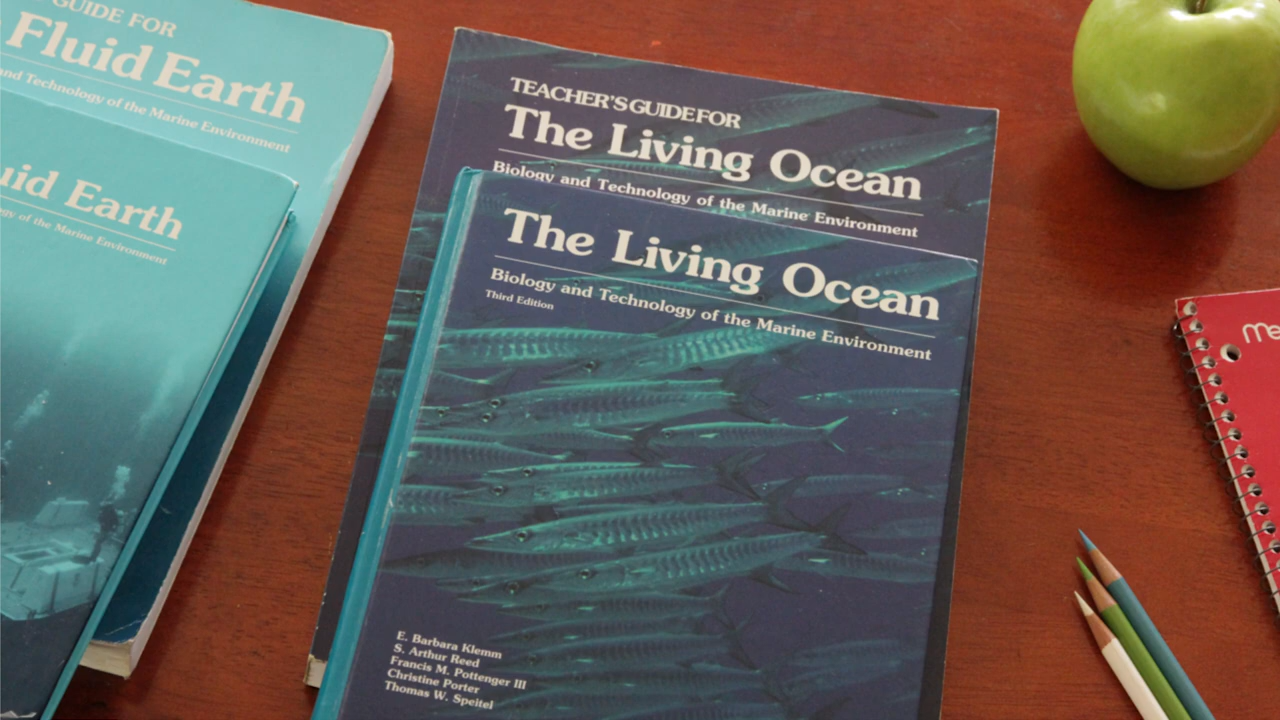 GUIDE FOR
Fluid Earth
and Technology of the Marine Environment
Earth
of the Marine Environment
TEACHER'S GUIDE FOR
The Living Ocean
Biology and Technology of the Marine Environment
The Living Ocean
Biology and Technology of the Marine Environment
Third Edition
E. Barbara Klemm
S. Arthur Reed
Francis M. Pottenger III
Christine Porter
Thomas W. Speitel